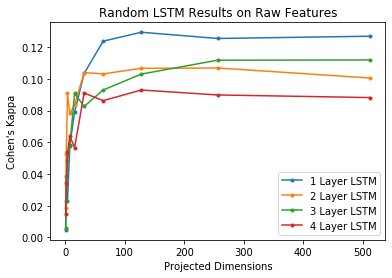 Random LSTM Results on Raw Features
Cohen's Kappa
0.12
0.10
0.08
0.06
0.04
0.02
0.00
0 100 200 300 400 500
Projected Dimensions
1 Layer LSTM
2 Layer LSTM
3 Layer LSTM
4 Layer LSTM